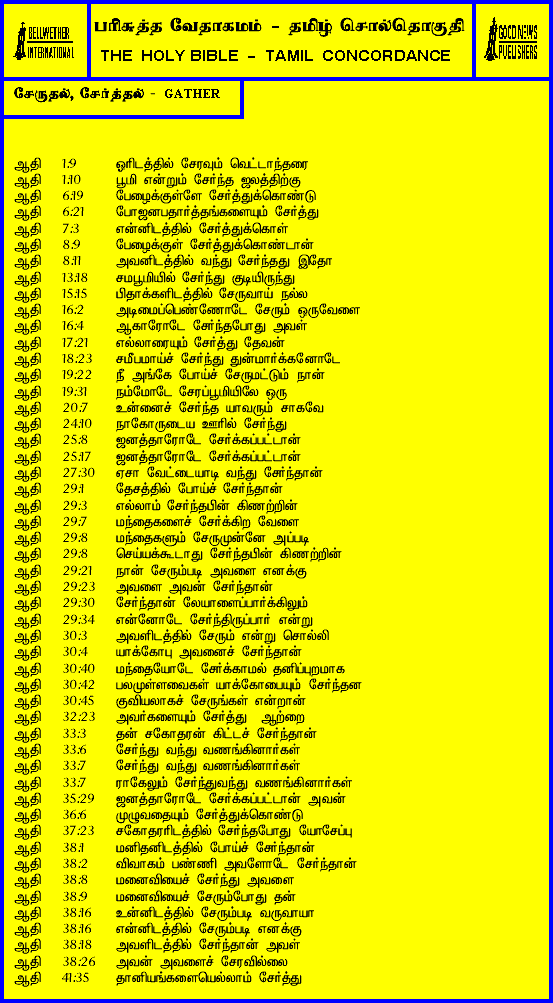 BELLWETHER
INTERNATIONAL
பரிசுத்த வேதாகமம் - தமிழ் சொல்தொகுதி
THE HOLY BIBLE - TAMIL CONCORDANCE
GOOD NEWS
PUBLISHERS
சேருதல், சேர்த்தல் - GATHER
ஆதி 1:9 ஓரிடத்தில் சேரவும் வெட்டாந்தரை
ஆதி 1:10 பூமி என்றும் சேர்ந்த ஜலத்திற்கு
ஆதி 6:19 பேழைக்குள்ளே சேர்த்துக்கொண்டு
ஆதி 6:21 போஜனபதார்த்தங்களையும் சேர்த்து
ஆதி 7:3 என்னிடத்தில் சேர்த்துக்கொள்
ஆதி 8:9 பேழைக்குள் சேர்த்துக்கொண்டான்
ஆதி 8:11 அவனிடத்தில் வந்து சேர்ந்தது இதோ
ஆதி 13:18 சமபூமியில் சேர்ந்து குடியிருந்து
ஆதி 15:15 பிதாக்களிடத்தில் சேருவாய் நல்ல
ஆதி 16:2 அடிமைப்பெண்ணோடே சேரும் ஒருவேளை
ஆதி 16:4 ஆகாரோடே சேர்ந்தபோது அவள்
ஆதி 17:21 எல்லாரையும் சேர்த்து தேவன்
ஆதி 18:23 சமீபமாய்ச் சேர்ந்து துன்மார்க்கனோடே
ஆதி 19:22 நீ அங்கே போய்ச் சேருமட்டும் நான்
ஆதி 19:31 நம்மோடே சேரப்பூமியிலே ஒரு
ஆதி 20:7 உன்னைச் சேர்ந்த யாவரும் சாகவே
ஆதி 24:10 நாகோருடைய ஊரில் சேர்ந்து
ஆதி 25:8 ஜனத்தாரோடே சேர்க்கப்பட்டான்
ஆதி 25:17 ஜனத்தாரோடே சேர்க்கப்பட்டான்
ஆதி 27:30 ஏசா வேட்டையாடி வந்து சேர்ந்தான்
ஆதி 29:1 தேசத்தில் போய்ச் சேர்ந்தான்
ஆதி 29:3 எல்லாம் சேர்ந்தபின் கிணற்றின்
ஆதி 29:7 மந்தைகளைச் சேர்க்கிற வேளை
ஆதி 29:8 மந்தைகளும் சேருமுன்னே அப்படி
ஆதி 29:8 செய்யக்கூடாது சேர்ந்தபின் கிணற்றின்
ஆதி 29:21 நான் சேரும்படி அவளை எனக்கு
ஆதி 29:23 அவளை அவன் சேர்ந்தான்
ஆதி 29:30 சேர்ந்தான் லேயாளைப்பார்க்கிலும்
ஆதி 29:34 என்னோடே சேர்ந்திருப்பார் என்று
ஆதி 30:3 அவளிடத்தில் சேரும் என்று சொல்லி
ஆதி 30:4 யாக்கோபு அவளைச் சேர்ந்தான்
ஆதி 30:40 மந்தையோடே சேர்க்காமல் தனிப்புறமாக
ஆதி 30:42 பலமுள்ளவைகள் யாக்கோபையும் சேர்ந்தன
ஆதி 30:45 குவியலாகச் சேருங்கள் என்றான்
ஆதி 32:23 அவர்களையும் சேர்த்து ஆற்றை
ஆதி 33:3 தன் சகோதரன் கிட்டச் சேர்ந்தான்
ஆதி 33:6 சேர்ந்து வந்து வணங்கினார்கள்
ஆதி 33:7 சேர்ந்து வந்து வணங்கினார்கள்
ஆதி 33:7 ராகேலும் சேர்ந்துவந்து வணங்கினார்கள்
ஆதி 35:29 ஜனத்தாரோடே சேர்க்கப்பட்டான் அவன்
ஆதி 36:6 முழுவதையும் சேர்த்துக்கொண்டு
ஆதி 37:23 சகோதரரிடத்தில் சேர்ந்தபோது யோசேப்பு
ஆதி 38:1 மனிதனிடத்தில் போய்ச் சேர்ந்தான்
ஆதி 38:2 விவாகம் பண்ணி அவளோடே சேர்ந்தான்
ஆதி 38:8 மனைவியைச் சேர்ந்து அவளை
ஆதி 38:9 மனைவியைச் சேரும்போது தன்
ஆதி 38:16 உன்னிடத்தில் சேரும்படி வருவாயா
ஆதி 38:16 என்னிடத்தில் சேரும்படி எனக்கு
ஆதி 38:18 அவளிடத்தில் சேர்ந்தான் அவள்
ஆதி 38:26 அவன் அவளைச் சேரவில்லை
ஆதி 41:35 தானியங்களையெல்லாம் சேர்த்து